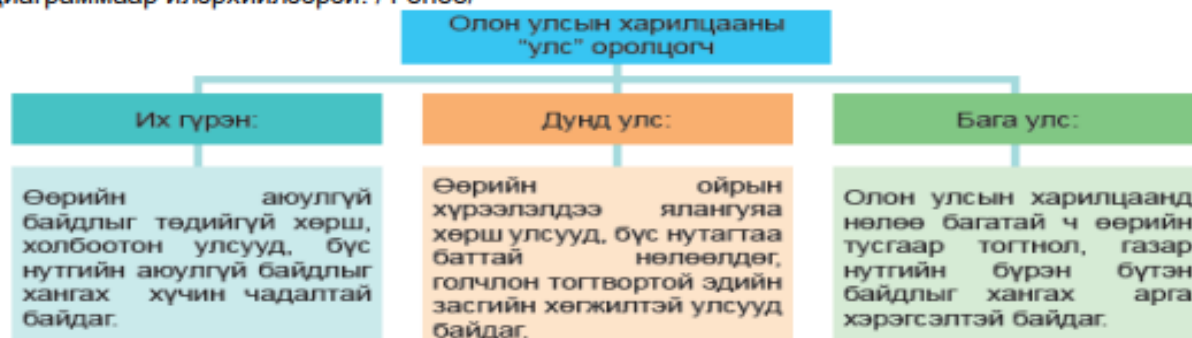 Олон улсын харилцааны
"улс" оролцогч
Их гүрэн:
Өөрийн аюулгүй
байдлыг төдийгүй хөрш,
холбоотон улсууд, бүс
нутгийн аюулгүй байдлыг
хангах хүчин чадалтай
байдаг.
Дунд улс:
Өөрийн ойрын
хүрээлэлдээ ялангуяа
хөрш улсууд, бүс нутагтаа
баттай нөлөөлдөг,
голчлон тогтвортой эдийн
засгийн хөгжилтэй улсууд
байдаг.
Бага улс:
Олон улсын харилцаанд
нөлөө багатай ч өөрийн
тусгаар тогтнол, газар
нутгийн бүрэн бүтэн
байдлыг хангах арга
хэрэгсэлтэй байдаг.